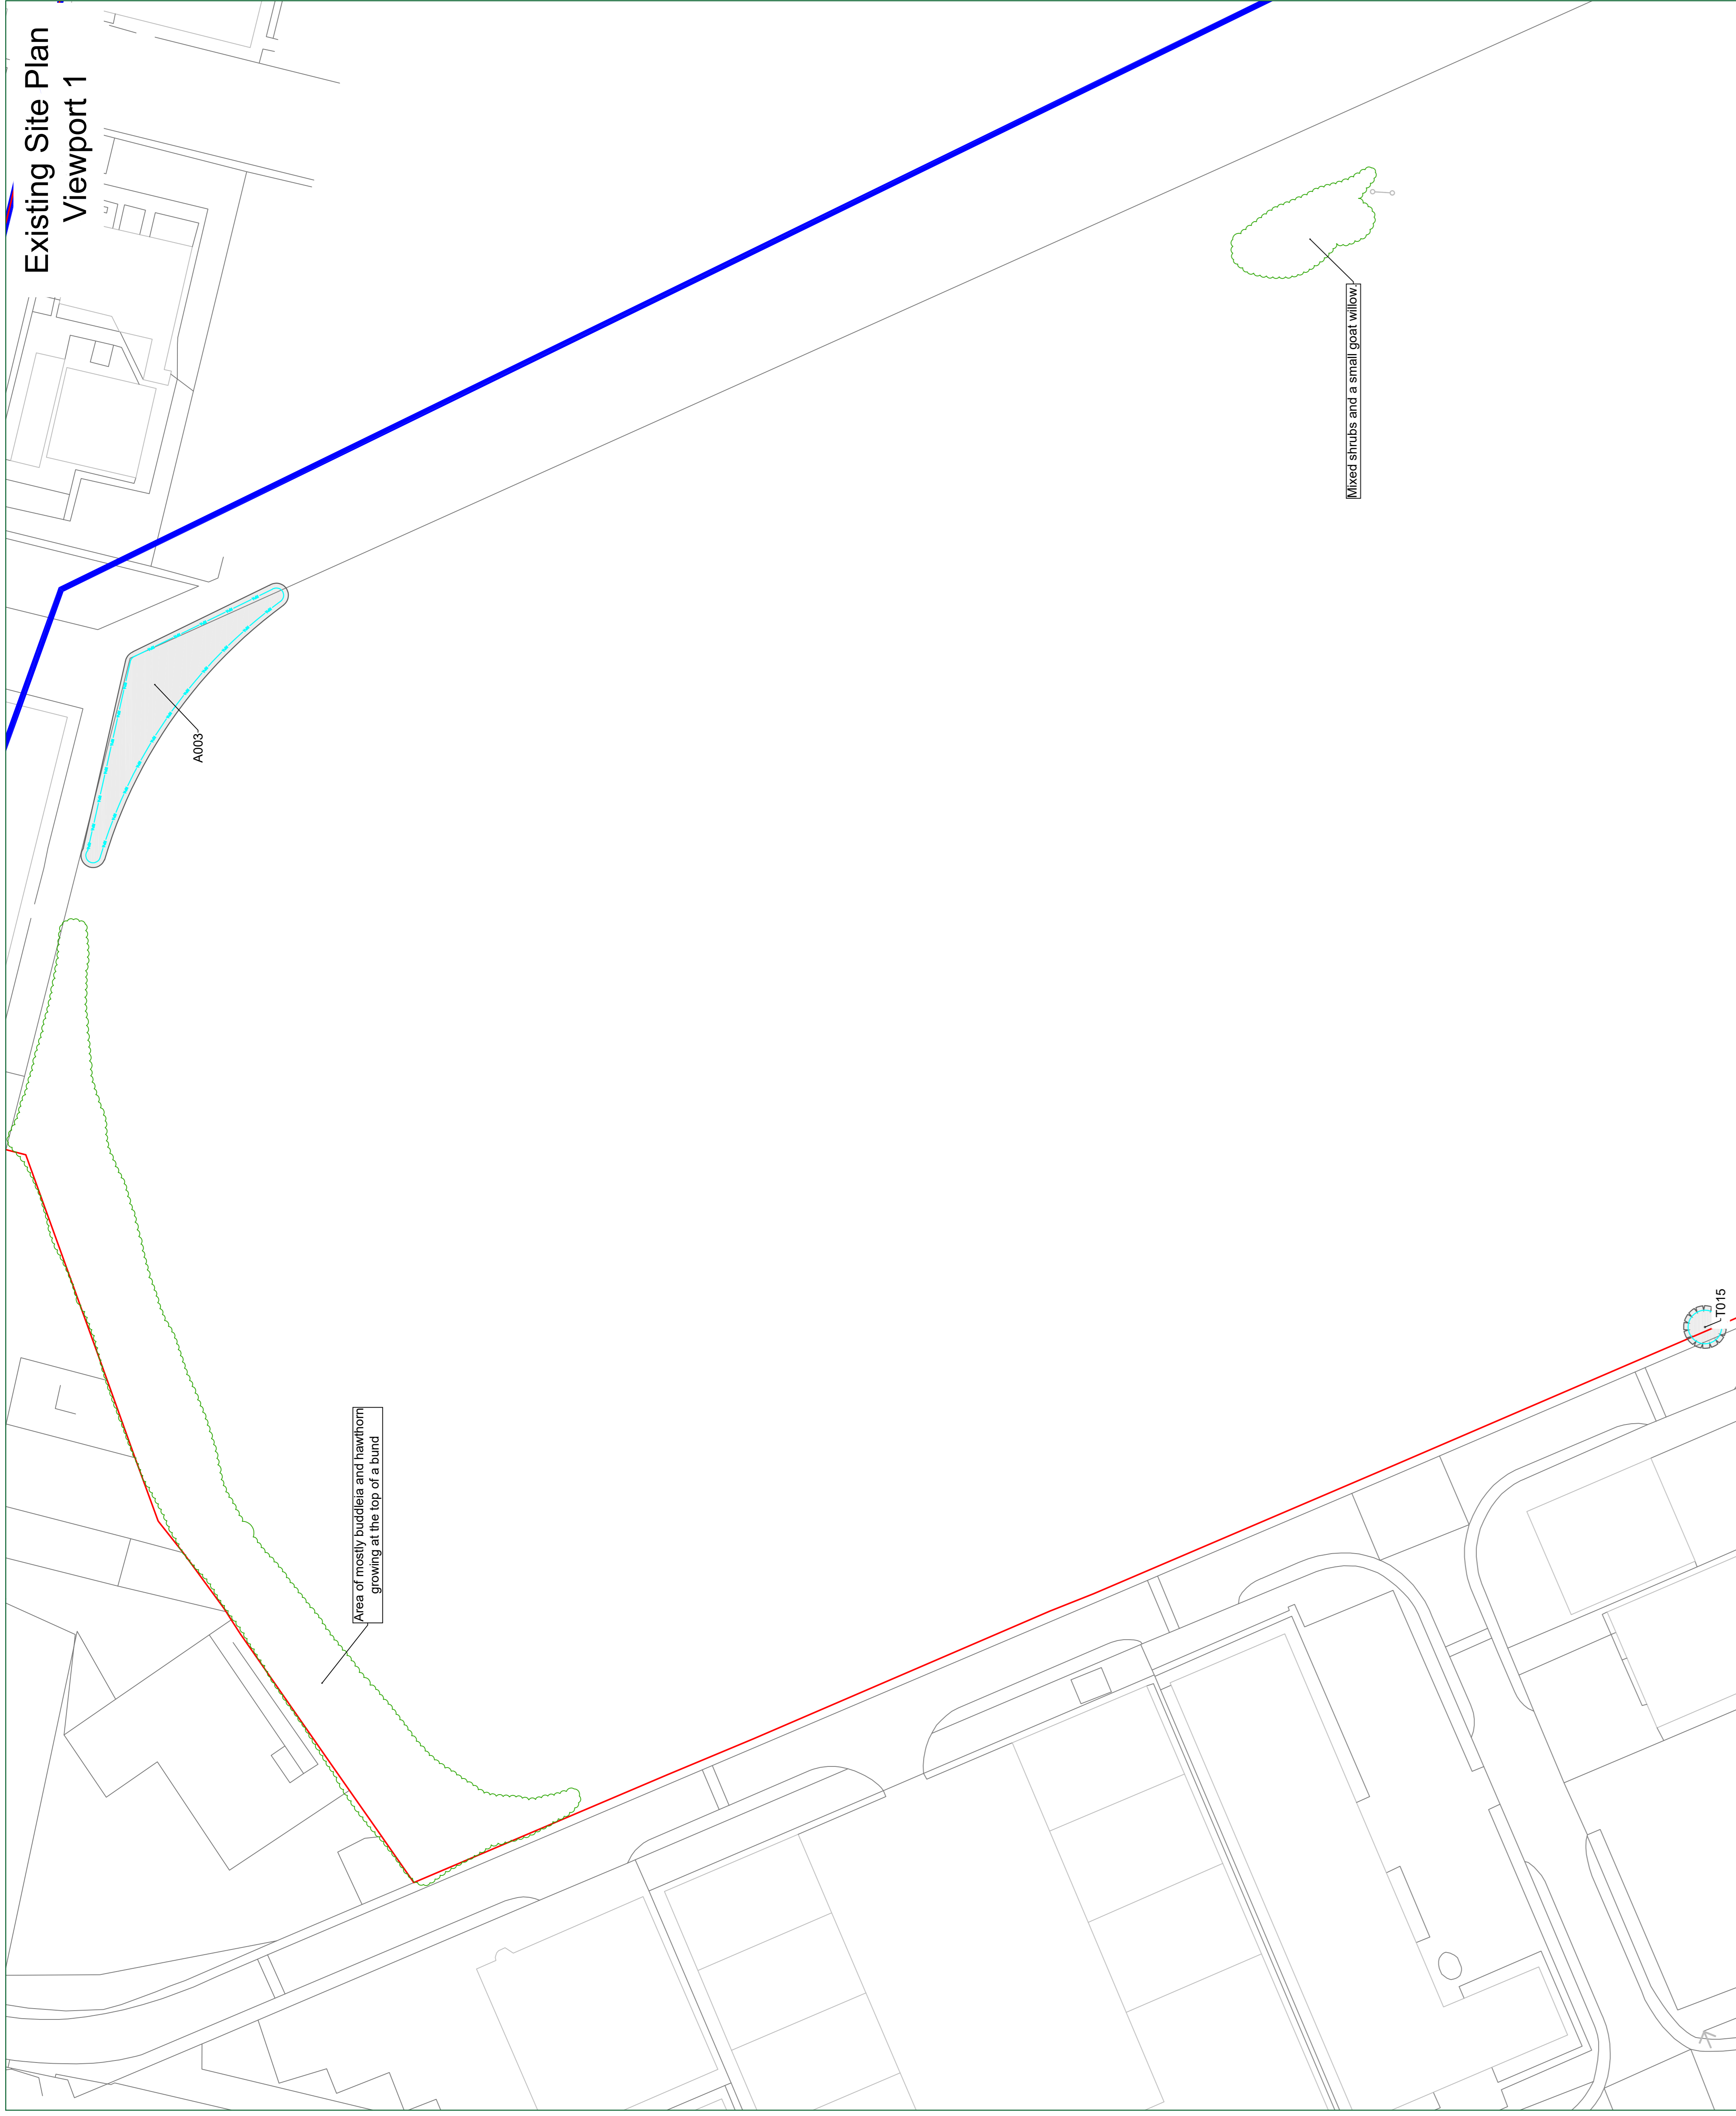 Existing Site Plan
Viewport 1
A003
Mixed shrubs and a small goat willow.
Area of mostly buddleia and hawthorn
growing at the top of a bund
T015